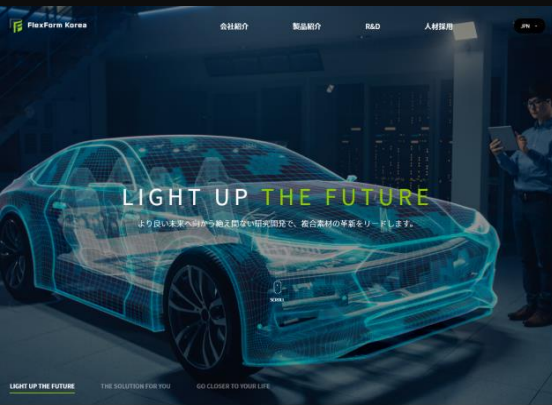 FlexForm Korea
会社紹介 製品紹介 R&D 人材採用 JPN
LIGHT UP THE FUTURE
より良い未来へ向かう絶え間ない研究開発で、複合素材の革新をリードします。
SCROLL
LIGHT UP THE FUTURE THE SOLUTION FOR YOU GO CLOSER TO YOUR LIFE